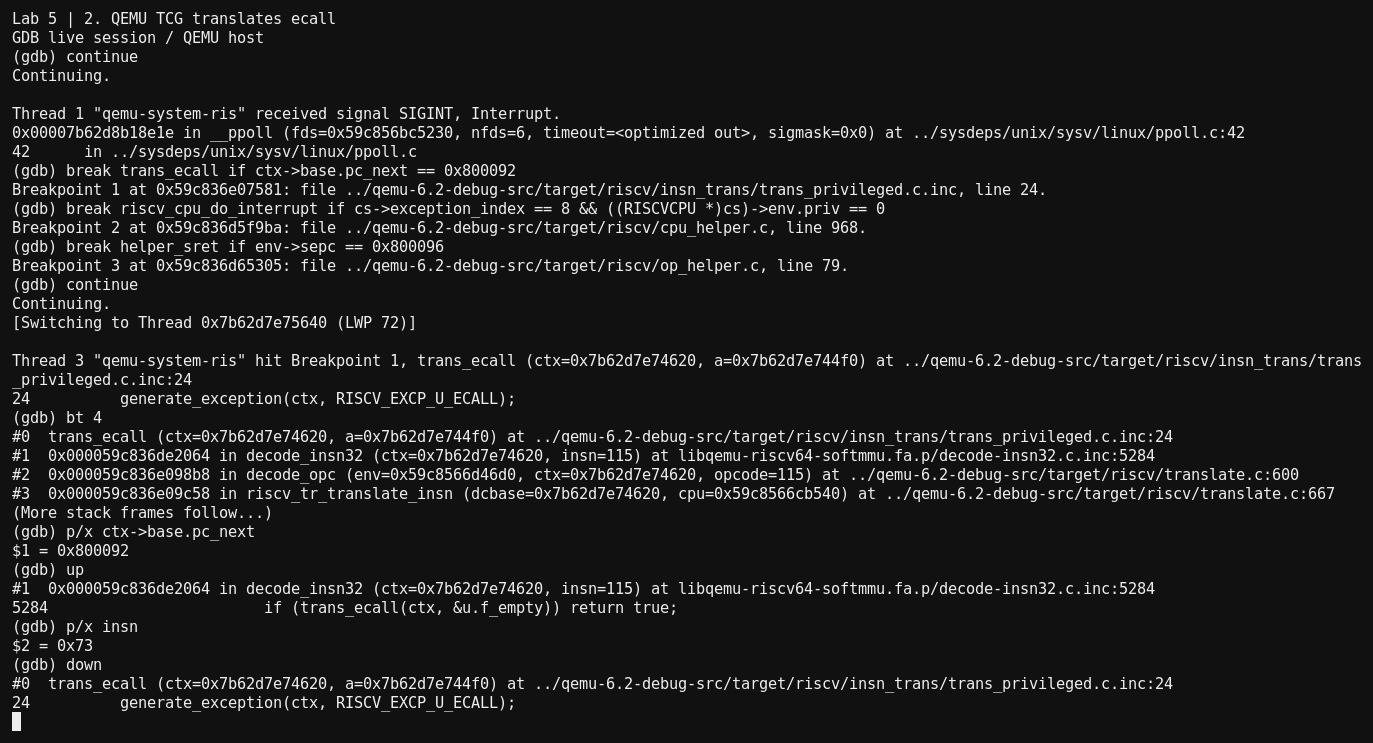 Lab 5 | 2. QEMU TCG translates ecall
GDB live session / QEMU host
(gdb) continue
Continuing.

Thread 1 "qemu-system-ris" received signal SIGINT, Interrupt.
0x00007b62d8b18e1e in __ppoll (fds=0x59c856bc5230, nfds=6, timeout=<optimized out>, sigmask=0x0) at ../sysdeps/unix/sysv/linux/ppoll.c:42
42      in ../sysdeps/unix/sysv/linux/ppoll.c
(gdb) break trans_ecall if ctx->base.pc_next == 0x800092
Breakpoint 1 at 0x59c836e07581: file ../qemu-6.2-debug-src/target/riscv/insn_trans/trans_privileged.c.inc, line 24.
(gdb) break riscv_cpu_do_interrupt if cs->exception_index == 8 && ((RISCVCPU *)cs)->env.priv == 0
Breakpoint 2 at 0x59c836d5f9ba: file ../qemu-6.2-debug-src/target/riscv/cpu_helper.c, line 968.
(gdb) break helper_sret if env->sepc == 0x800096
Breakpoint 3 at 0x59c836d65305: file ../qemu-6.2-debug-src/target/riscv/op_helper.c, line 79.
(gdb) continue
Continuing.
[Switching to Thread 0x7b62d7e75640 (LWP 72)]

Thread 3 "qemu-system-ris" hit Breakpoint 1, trans_ecall (ctx=0x7b62d7e74620, a=0x7b62d7e744f0) at ../qemu-6.2-debug-src/target/riscv/insn_trans/trans
_privileged.c.inc:24
24          generate_exception(ctx, RISCV_EXCP_U_ECALL);
(gdb) bt 4
#0  trans_ecall (ctx=0x7b62d7e74620, a=0x7b62d7e744f0) at ../qemu-6.2-debug-src/target/riscv/insn_trans/trans_privileged.c.inc:24
#1  0x000059c836de2064 in decode_insn32 (ctx=0x7b62d7e74620, insn=115) at libqemu-riscv64-softmmu.fa.p/decode-insn32.c.inc:5284
#2  0x000059c836e098b8 in decode_opc (env=0x59c8566d46d0, ctx=0x7b62d7e74620, opcode=115) at ../qemu-6.2-debug-src/target/riscv/translate.c:600
#3  0x000059c836e09c58 in riscv_tr_translate_insn (dcbase=0x7b62d7e74620, cpu=0x59c8566cb540) at ../qemu-6.2-debug-src/target/riscv/translate.c:667
(More stack frames follow...)
(gdb) p/x ctx->base.pc_next
$1 = 0x800092
(gdb) up
#1  0x000059c836de2064 in decode_insn32 (ctx=0x7b62d7e74620, insn=115) at libqemu-riscv64-softmmu.fa.p/decode-insn32.c.inc:5284
5284                        if (trans_ecall(ctx, &u.f_empty)) return true;
(gdb) p/x insn
$2 = 0x73
(gdb) down
#0  trans_ecall (ctx=0x7b62d7e74620, a=0x7b62d7e744f0) at ../qemu-6.2-debug-src/target/riscv/insn_trans/trans_privileged.c.inc:24
24          generate_exception(ctx, RISCV_EXCP_U_ECALL);